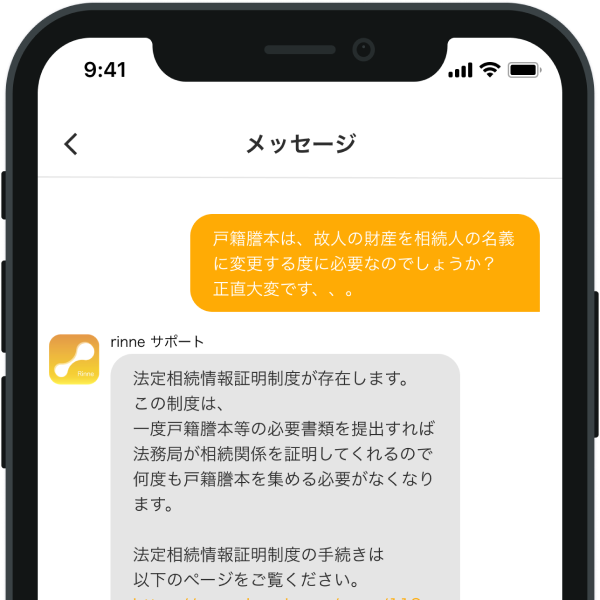 9:41
メッセージ
戸籍謄本は、故人の財産を相続人の名義
に変更する度に必要なのでしょうか？
正直大変です、、。
rinne サポート
Rinne
法定相続情報証明制度が存在します。
この制度は、
一度戸籍謄本等の必要書類を提出すれば
法務局が相続関係を証明してくれるので
何度も戸籍謄本を集める必要がなくなり
ます。
法定相続情報証明制度の手続きは
以下のページをご覧ください。